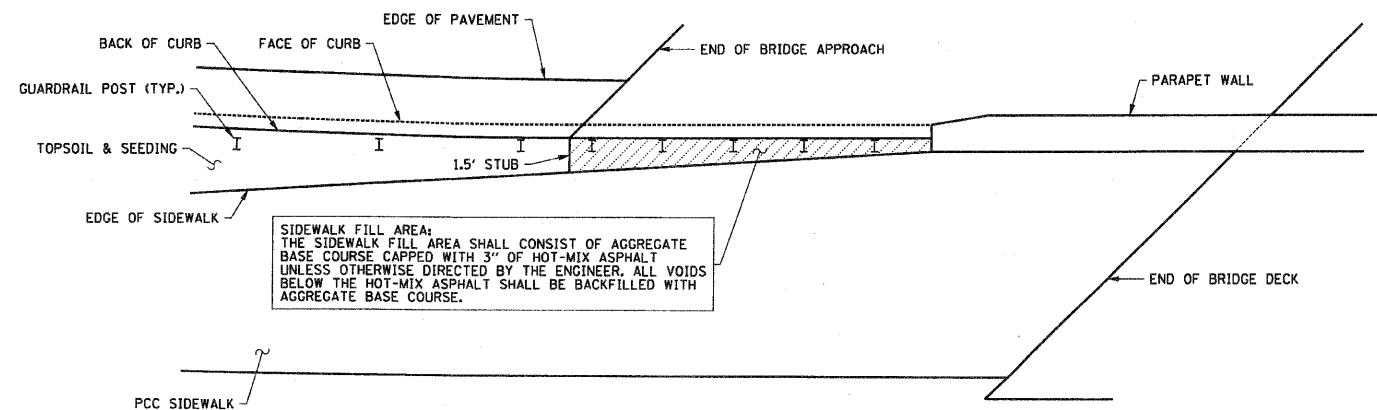 EDGE OF PAVEMENT
BACK OF CURB
FACE OF CURB
END OF BRIDGE APPROACH
GUARDRAIL POST (TYP.)
PARAPET WALL
TOPSOIL & SEEDING
1.5' STUB
EDGE OF SIDEWALK
SIDEWALK FILL AREA:
THE SIDEWALK FILL AREA SHALL CONSIST OF AGGREGATE
BASE COURSE CAPPED WITH 3" OF HOT-MIX ASPHALT
UNLESS OTHERWISE DIRECTED BY THE ENGINEER. ALL VOIDS
BELOW THE HOT-MIX ASPHALT SHALL BE BACKFILLED WITH
AGGREGATE BASE COURSE.
END OF BRIDGE DECK
PCC SIDEWALK